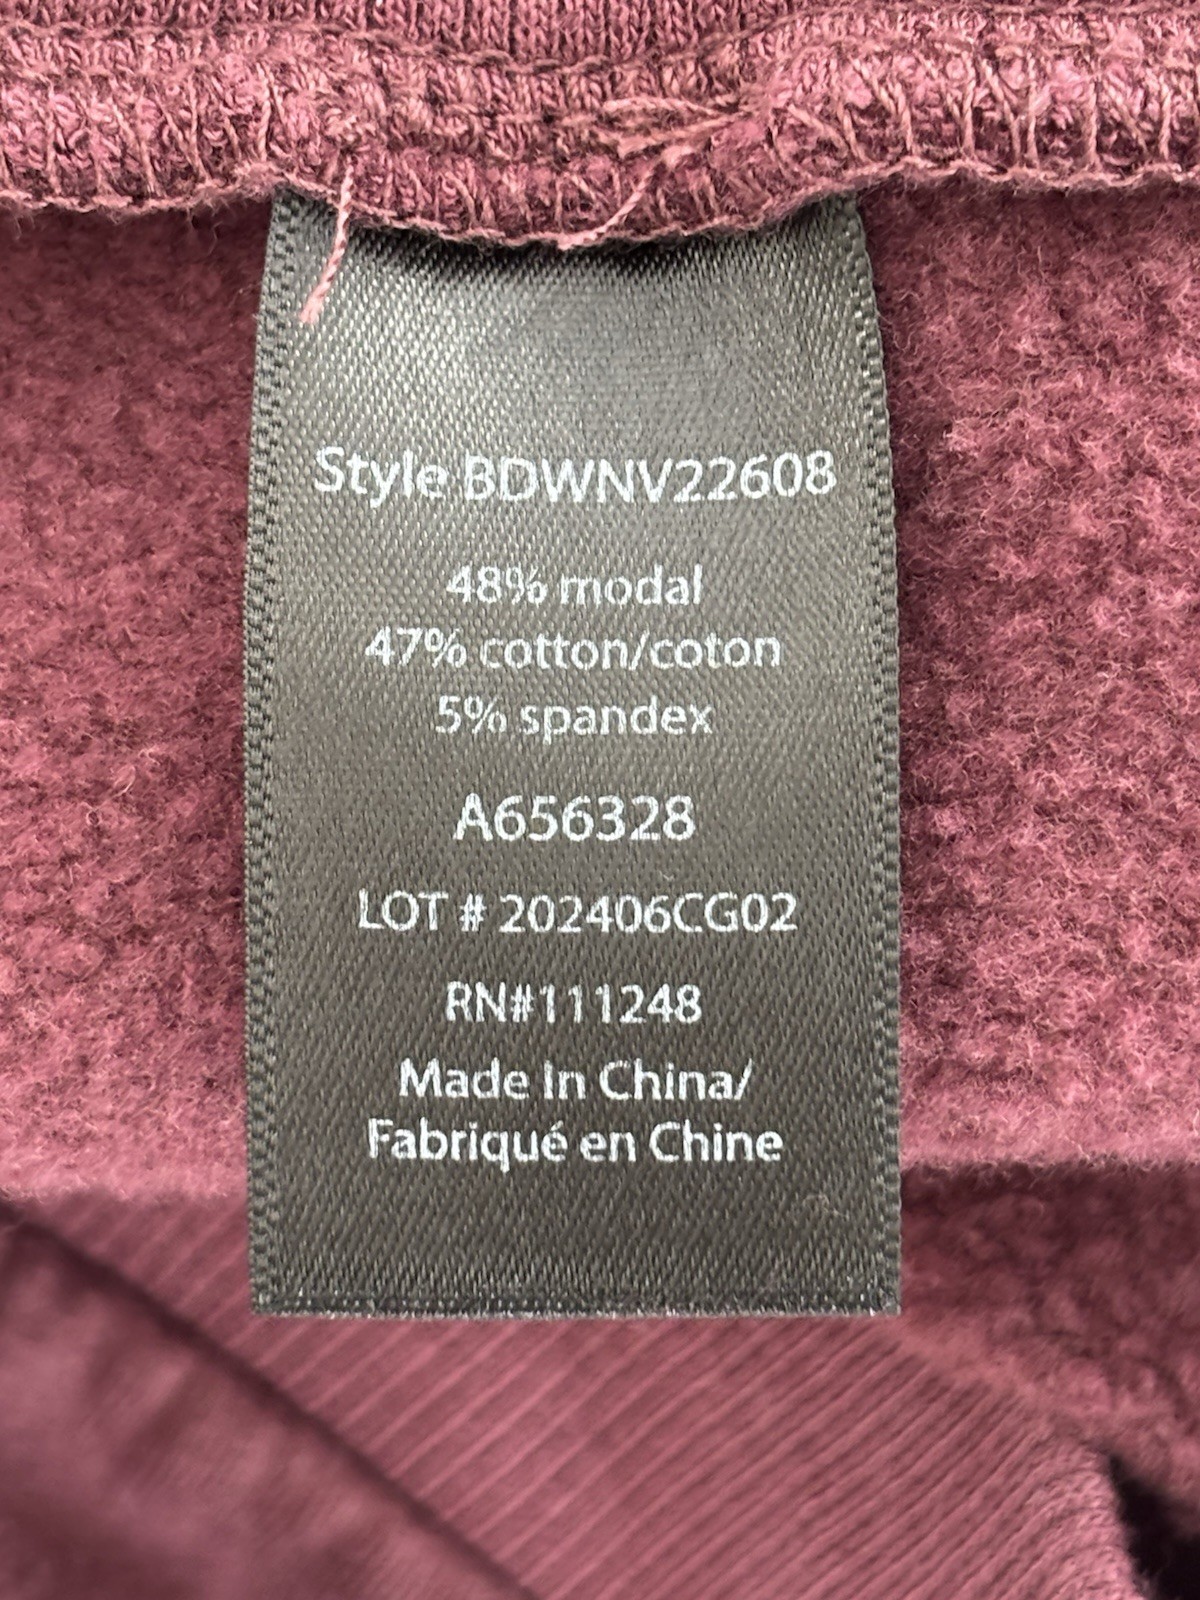 Style BDWNV22608
48% modal
47% cotton/coton
5% spandex
A656328
LOT # 202406CG02
RN#111248
Made In China/
Fabriqué en Chine